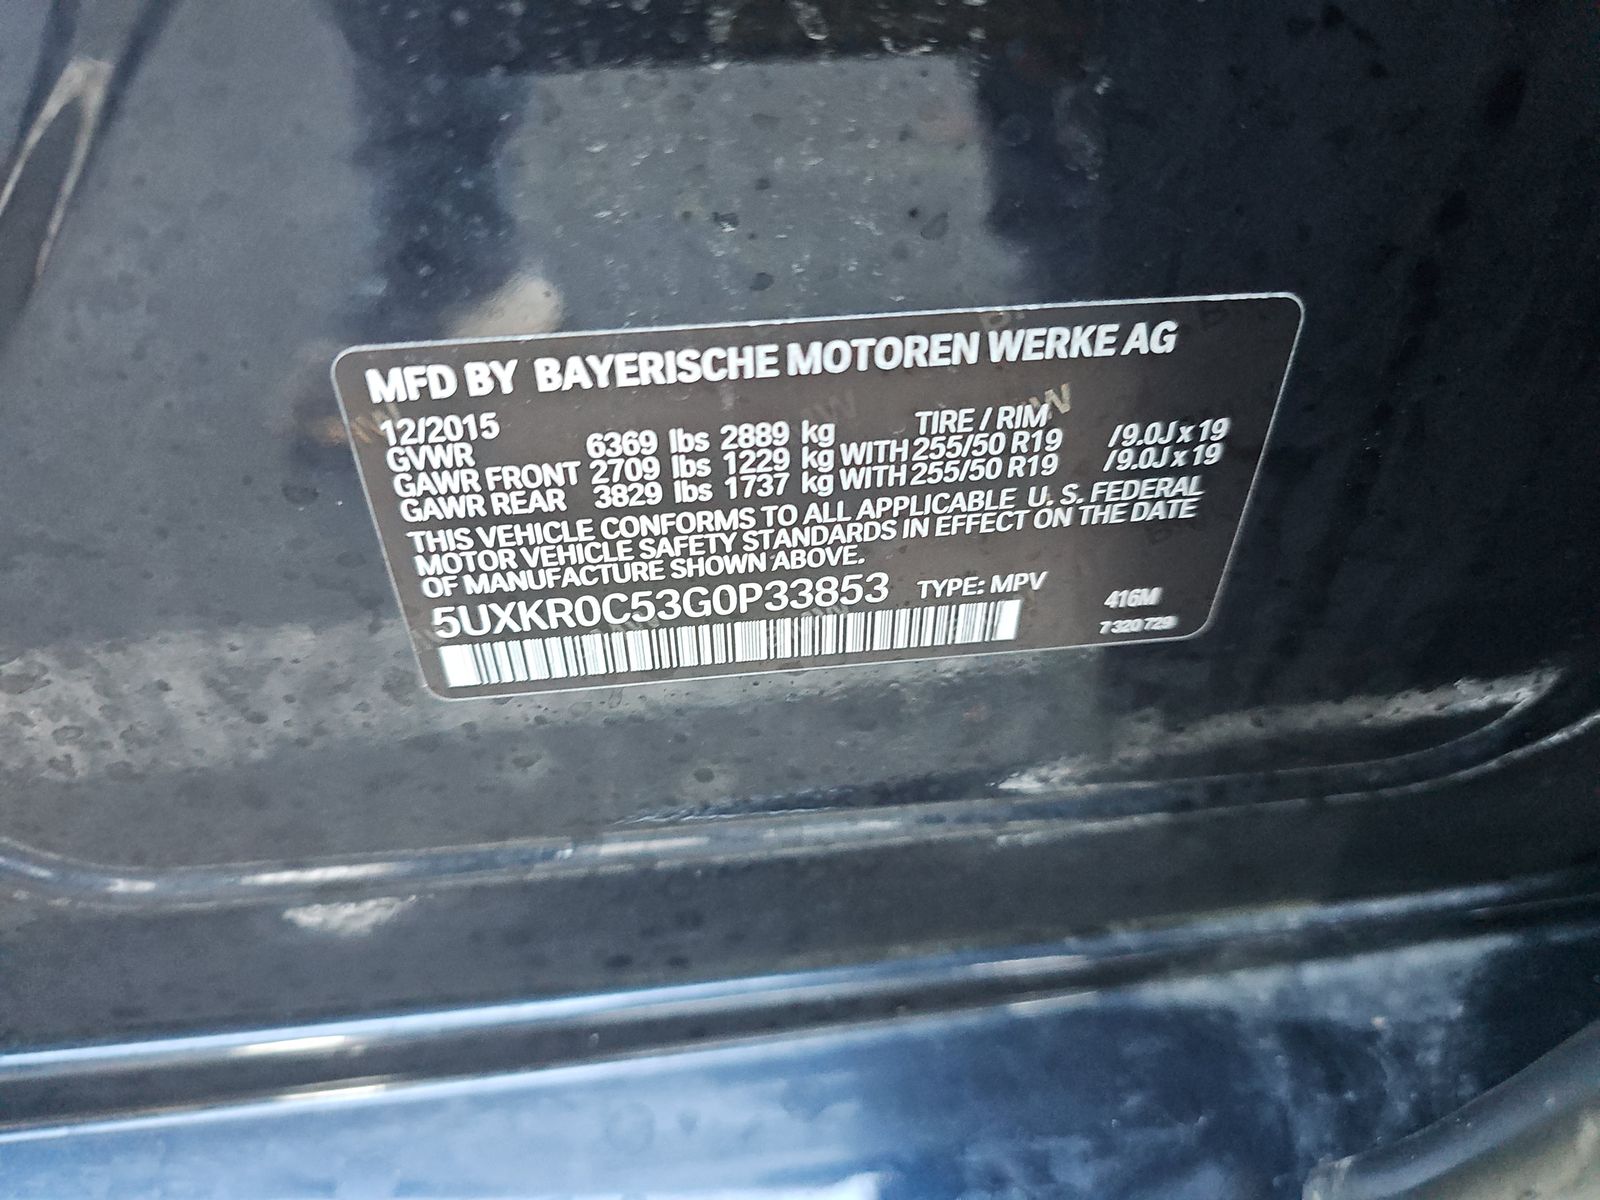 MFD BY BAYERISCHE MOTOREN WERKE AG
12/2015 TIRE / RIM
GVWR 6369 lbs 2889 kg
GAWR FRONT 2709 lbs 1229 kg WITH 255/50 R19 /9.0J x 19
GAWR REAR 3829 lbs 1737 kg WITH 255/50 R19 /9.0J x 19
THIS VEHICLE CONFORMS TO ALL APPLICABLE U.S. FEDERAL
MOTOR VEHICLE SAFETY STANDARDS IN EFFECT ON THE DATE
OF MANUFACTURE SHOWN ABOVE.
5UXKR0C53G0P33853 TYPE: MPV
416M
7 320 729